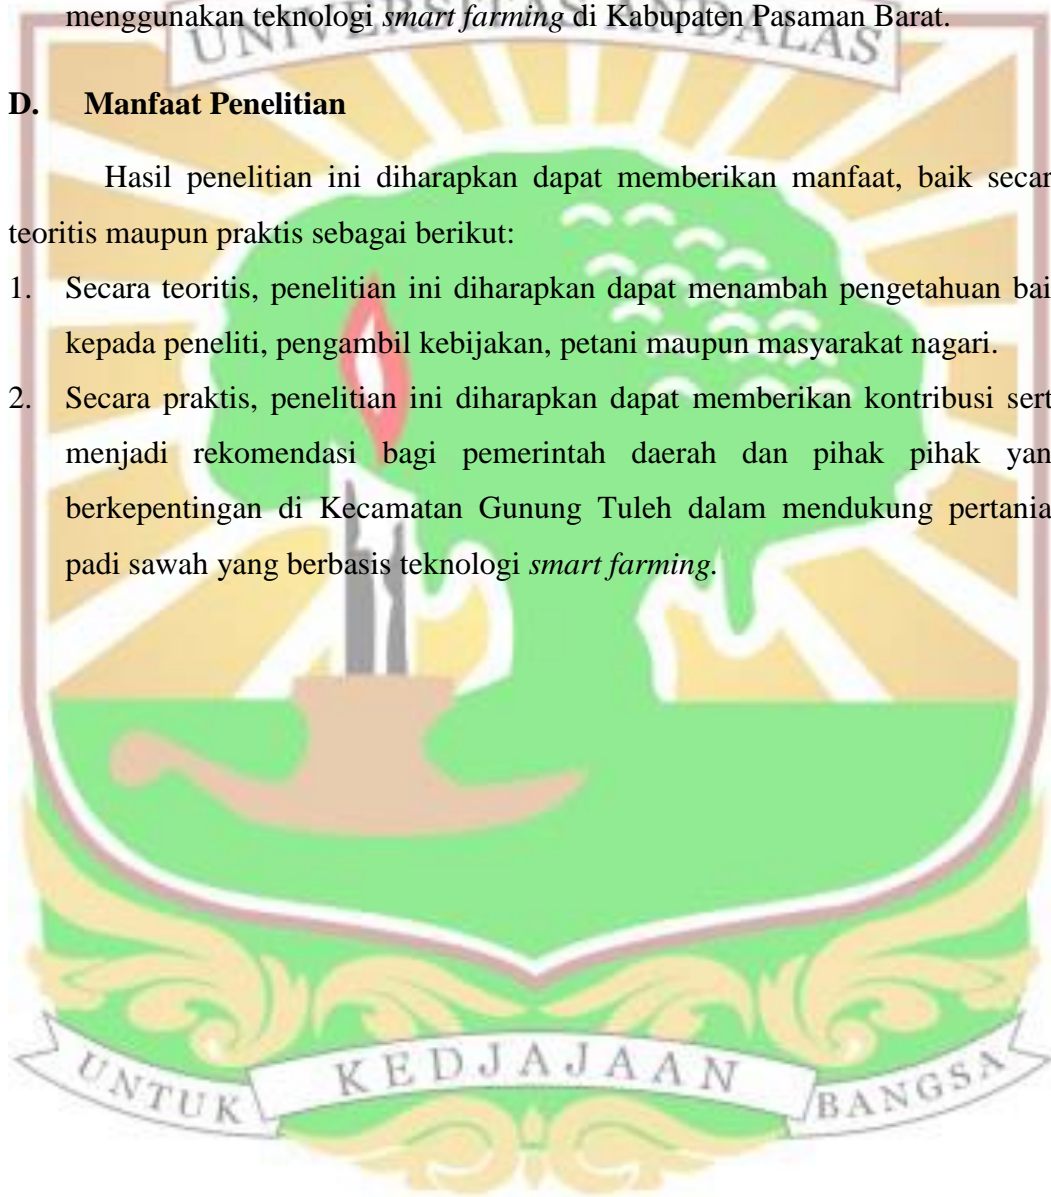 menggunakan teknologi smart farming di Kabupaten Pasaman Barat.
UNIVERSITAS ANDALAS
D. Manfaat Penelitian
Hasil penelitian ini diharapkan dapat memberikan manfaat, baik secar
teoritis maupun praktis sebagai berikut:
1. Secara teoritis, penelitian ini diharapkan dapat menambah pengetahuan bai
kepada peneliti, pengambil kebijakan, petani maupun masyarakat nagari.
2. Secara praktis, penelitian ini diharapkan dapat memberikan kontribusi sert
menjadi rekomendasi bagi pemerintah daerah dan pihak pihak yan
berkepentingan di Kecamatan Gunung Tuleh dalam mendukung pertania
padi sawah yang berbasis teknologi smart farming.
UNTUK KEDJAJAAN BANGSA